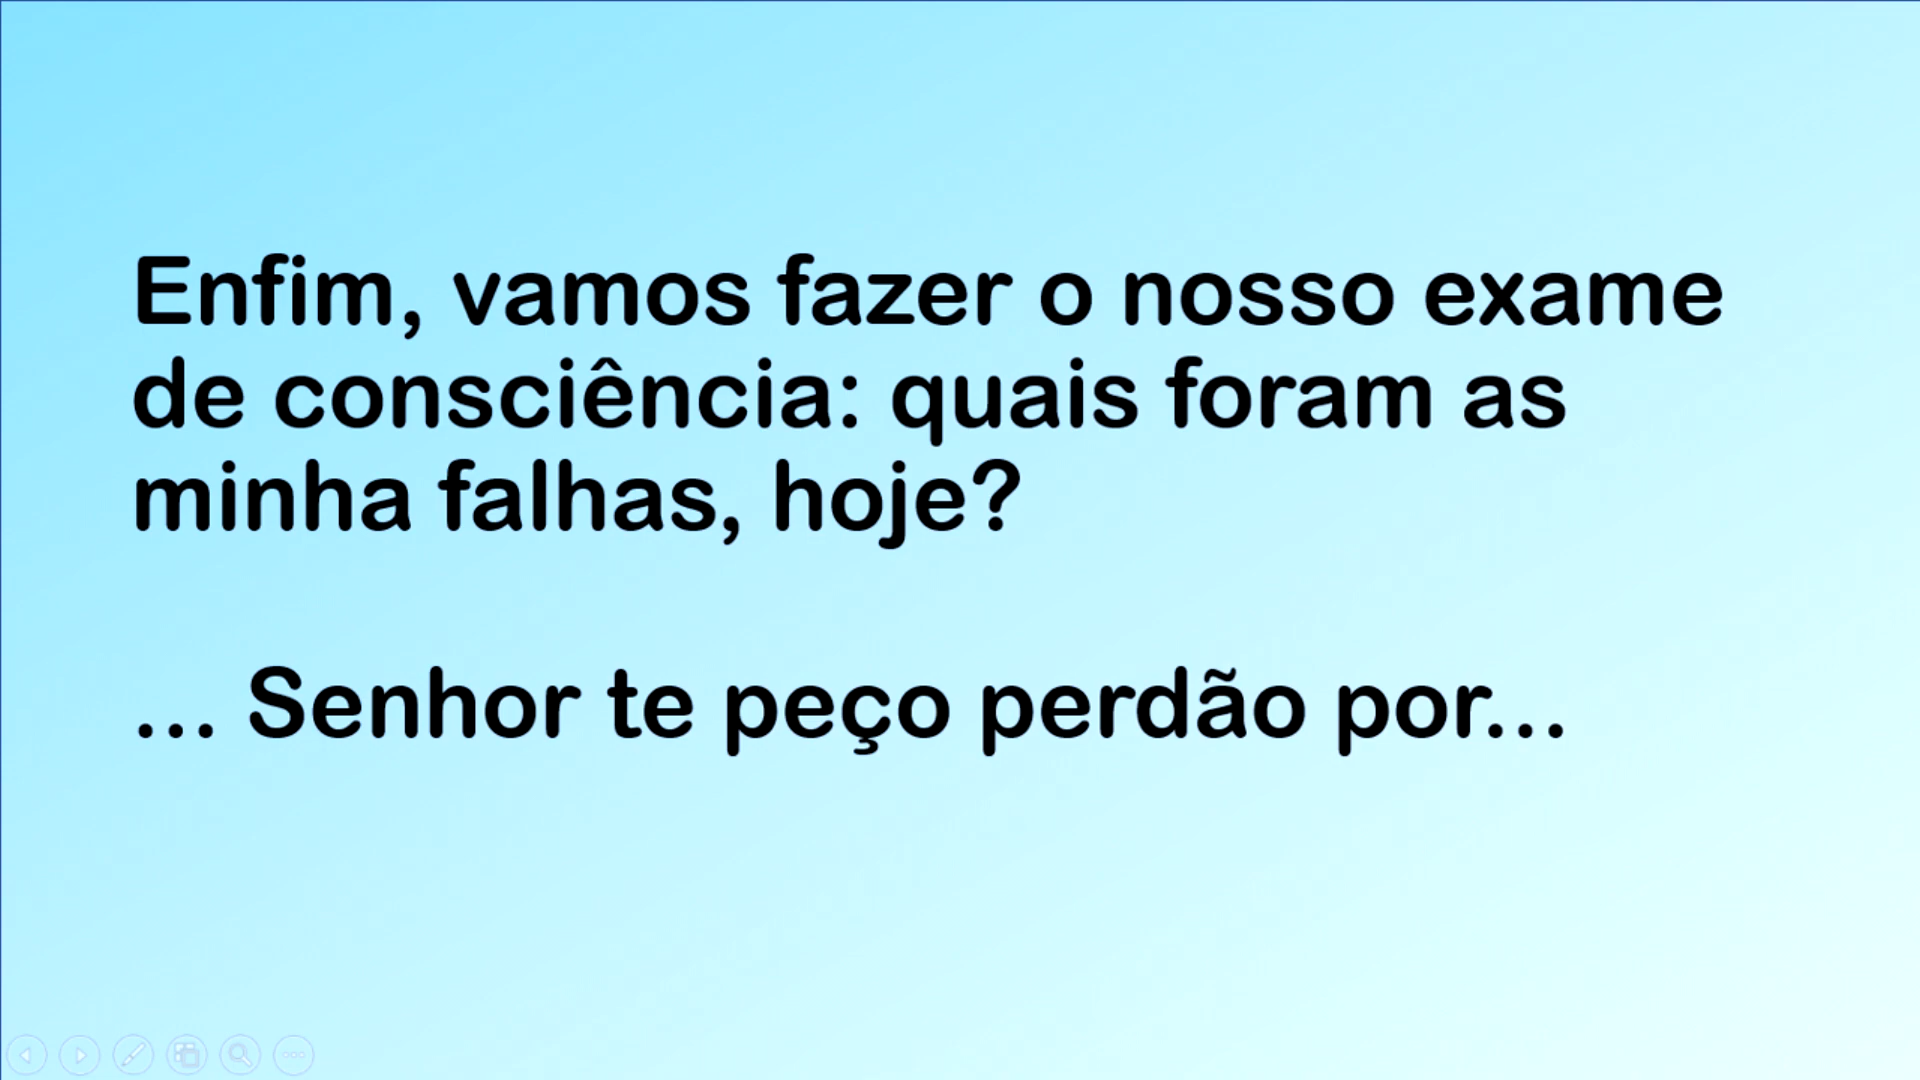 Enfim, vamos fazer o nosso exame
de consciência: quais foram as
minha falhas, hoje?
... Senhor te peço perdão por...